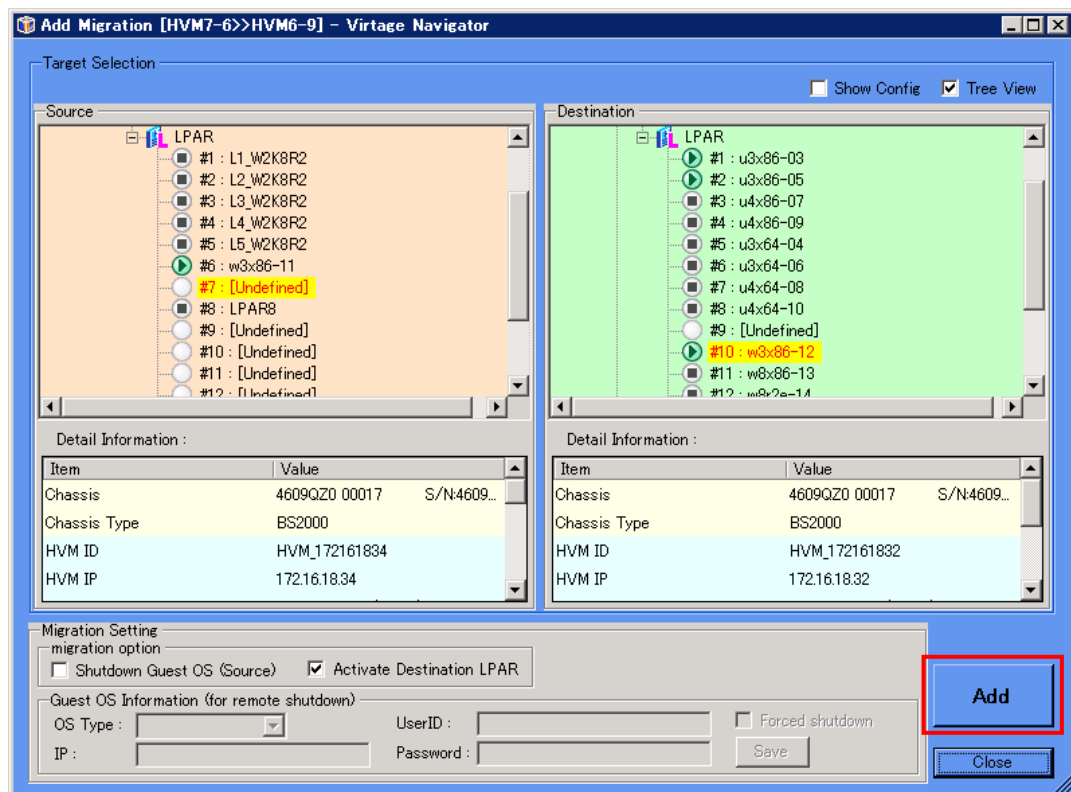 Add Migration [HVM7-6>>HVM6-9] - Virtage Navigator
Target Selection
Show Config
Tree View
Source
LPAR
#1 : L1_W2K8R2
#2 : L2_W2K8R2
#3 : L3_W2K8R2
#4 : L4_W2K8R2
#5 : L5_W2K8R2
#6 : w3x86-11
#7 : [Undefined]
#8 : LPAR8
#9 : [Undefined]
#10 : [Undefined]
#11 : [Undefined]
#12 : [Undefined]
Detail Information :
Item Value
Chassis 4609QZ0 00017 S/N:4609...
Chassis Type BS2000
HVM ID HVM_172161834
HVM IP 172.16.18.34
Destination
LPAR
#1 : u3x86-03
#2 : u3x86-05
#3 : u4x86-07
#4 : u4x86-09
#5 : u3x64-04
#6 : u3x64-06
#7 : u4x64-08
#8 : u4x64-10
#9 : [Undefined]
#10 : w3x86-12
#11 : w8x86-13
#12 : w8r2e-14
Detail Information :
Item Value
Chassis 4609QZ0 00017 S/N:4609...
Chassis Type BS2000
HVM ID HVM_172161832
HVM IP 172.16.18.32
Migration Setting
migration option
Shutdown Guest OS (Source)
Activate Destination LPAR
Guest OS Information (for remote shutdown)
OS Type :
UserID :
Forced shutdown
IP :
Password :
Save
Add
Close